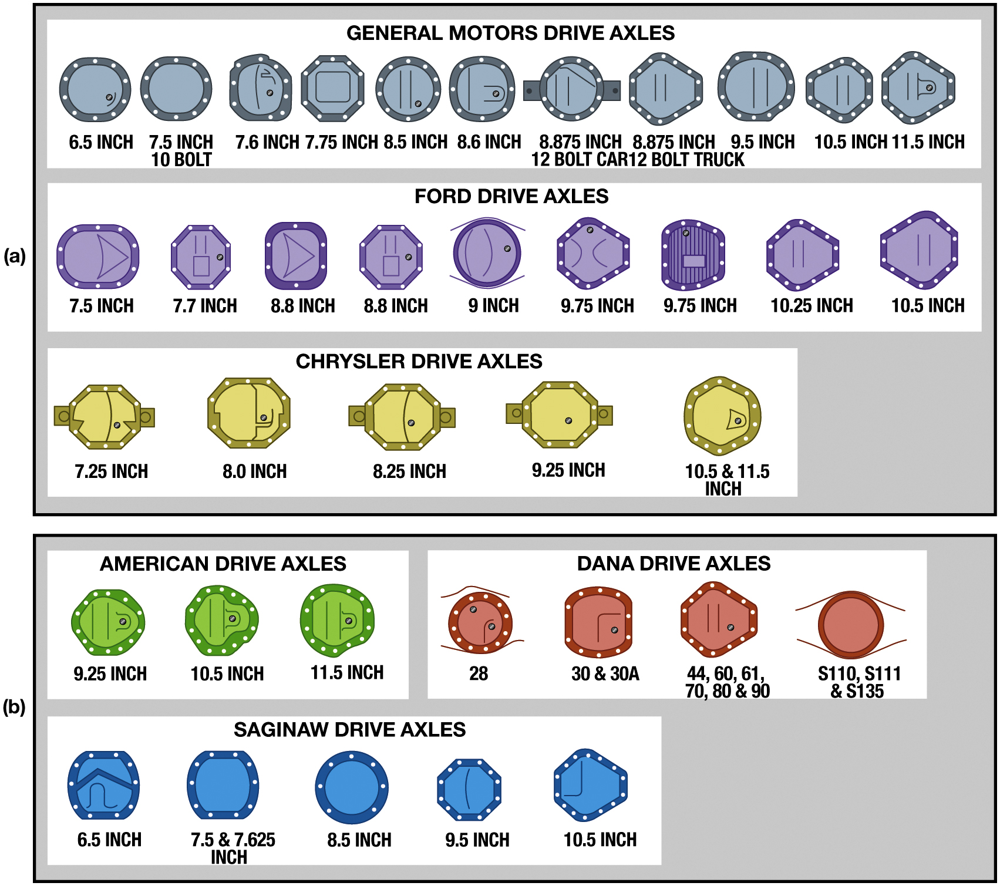 (a)
GENERAL MOTORS DRIVE AXLES
6.5 INCH
7.5 INCH
10 BOLT
7.6 INCH
7.75 INCH
8.5 INCH
8.6 INCH
8.875 INCH
12 BOLT CAR
8.875 INCH
12 BOLT TRUCK
9.5 INCH
10.5 INCH
11.5 INCH
FORD DRIVE AXLES
7.5 INCH
7.7 INCH
8.8 INCH
8.8 INCH
9 INCH
9.75 INCH
9.75 INCH
10.25 INCH
10.5 INCH
CHRYSLER DRIVE AXLES
7.25 INCH
8.0 INCH
8.25 INCH
9.25 INCH
10.5 & 11.5
INCH
(b)
AMERICAN DRIVE AXLES
9.25 INCH
10.5 INCH
11.5 INCH
DANA DRIVE AXLES
28
30 & 30A
44, 60, 61,
70, 80 & 90
S110, S111
& S135
SAGINAW DRIVE AXLES
6.5 INCH
7.5 & 7.625
INCH
8.5 INCH
9.5 INCH
10.5 INCH